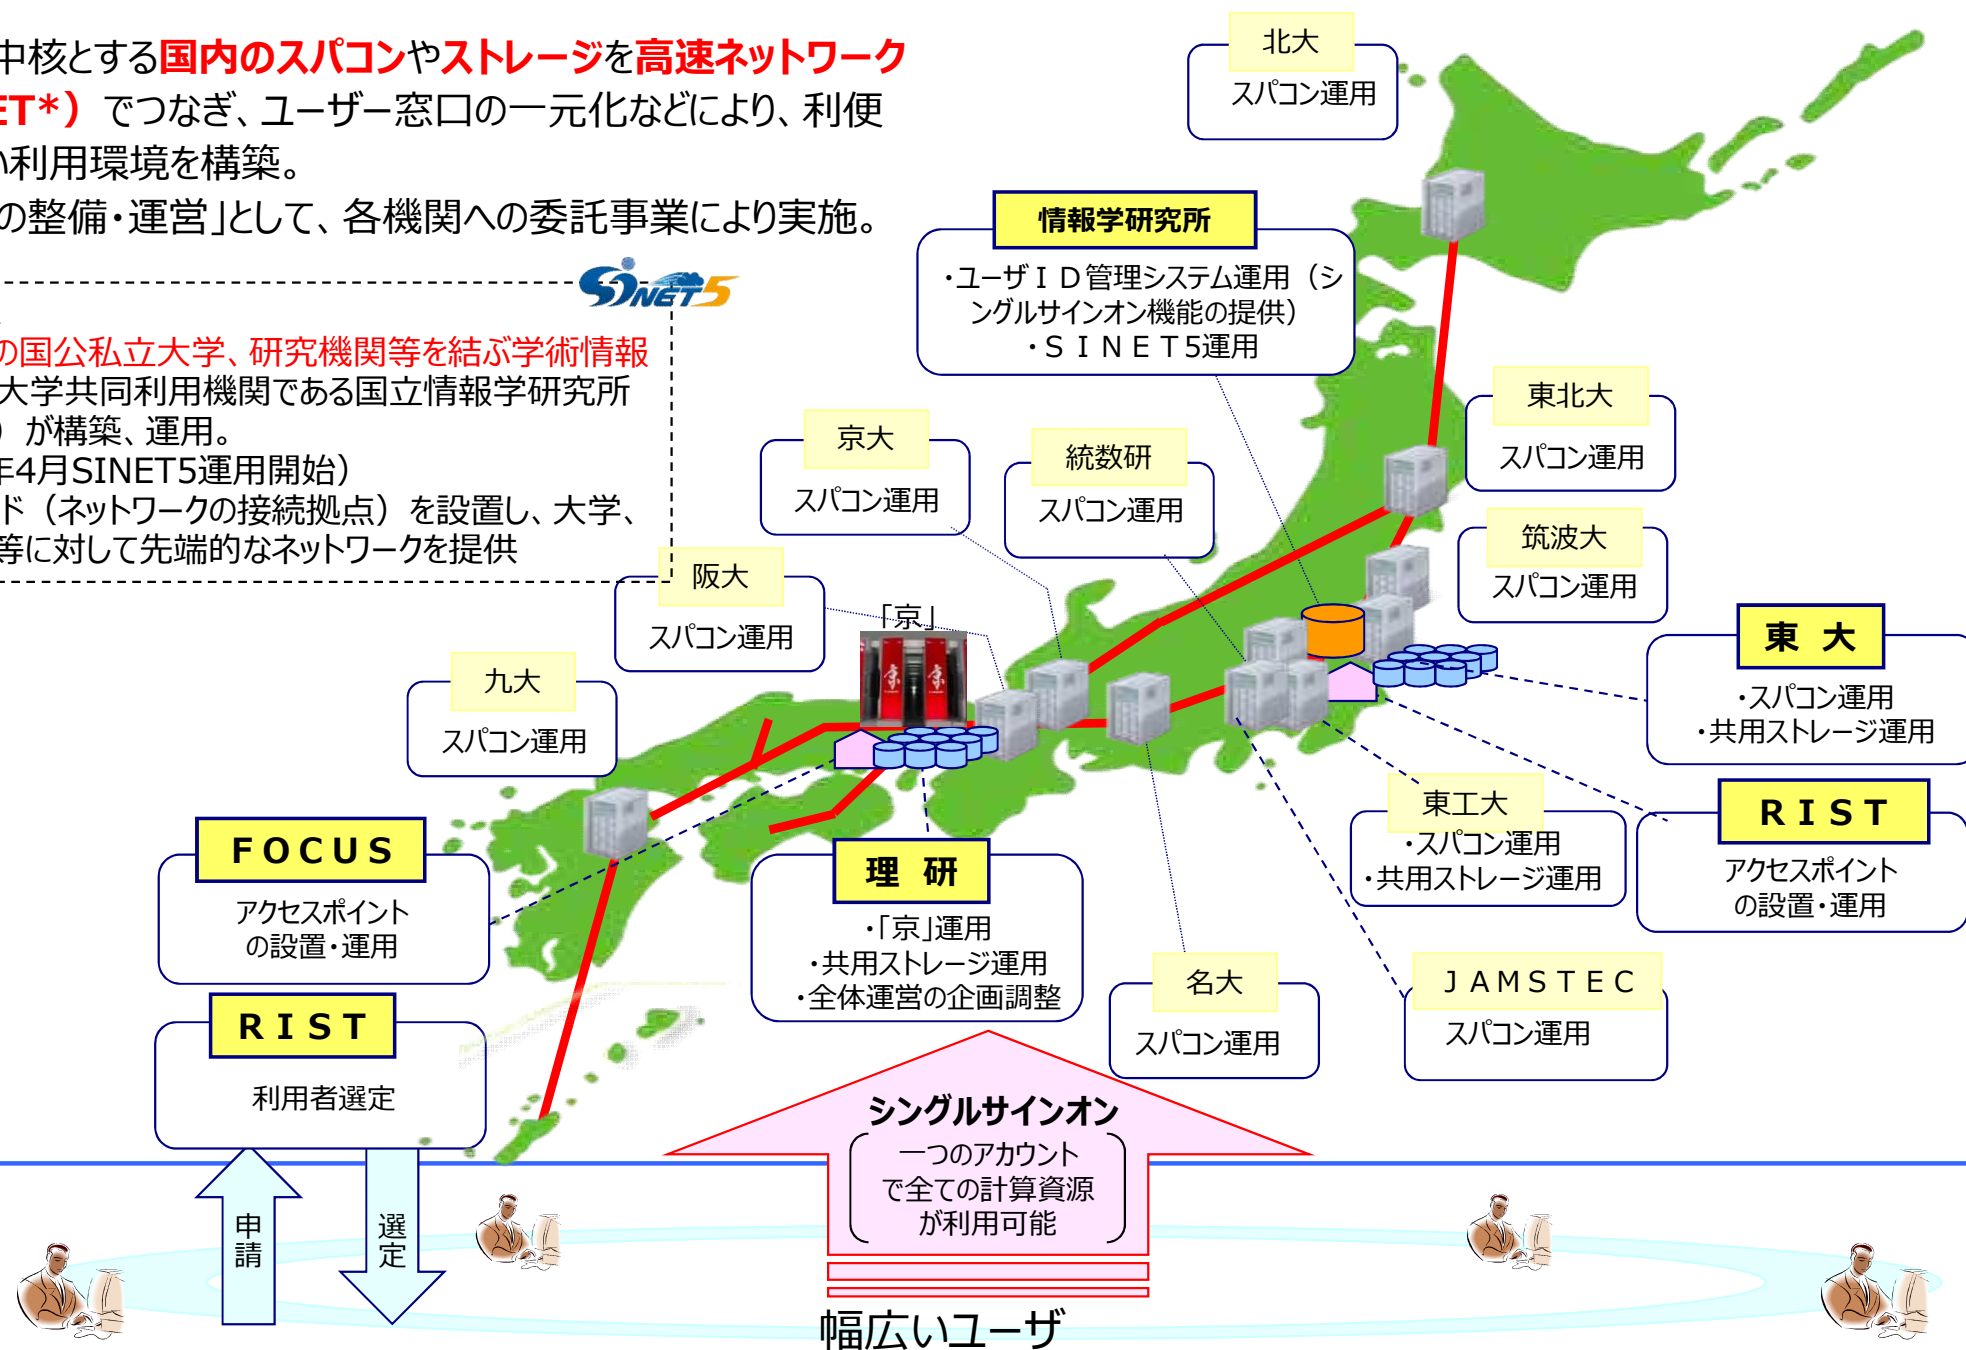 中核とする国内のスパコンやストレージを高速ネットワーク
ET*）でつなぎ、ユーザー窓口の一元化などにより、利便
い利用環境を構築。
の整備・運営」として、各機関への委託事業により実施。
SINET5
の国公私立大学、研究機関等を結ぶ学術情報
大学共同利用機関である国立情報学研究所
）が構築、運用。
年4月SINET5運用開始）
ド（ネットワークの接続拠点）を設置し、大学、
等に対して先端的なネットワークを提供
北大
スパコン運用
情報学研究所
・ユーザＩＤ管理システム運用（シ
ングルサインオン機能の提供）
・ＳＩＮＥＴ5運用
東北大
スパコン運用
京大
スパコン運用
統数研
スパコン運用
筑波大
スパコン運用
阪大
スパコン運用
「京」
京
京
九大
スパコン運用
東 大
・スパコン運用
・共用ストレージ運用
東工大
・スパコン運用
・共用ストレージ運用
ＲＩＳＴ
アクセスポイント
の設置・運用
ＦＯＣＵＳ
アクセスポイント
の設置・運用
理 研
・「京」運用
・共用ストレージ運用
・全体運営の企画調整
名大
スパコン運用
ＪＡＭＳＴＥＣ
スパコン運用
ＲＩＳＴ
利用者選定
シングルサインオン
一つのアカウント
で全ての計算資源
が利用可能
申請
選定
幅広いユーザ